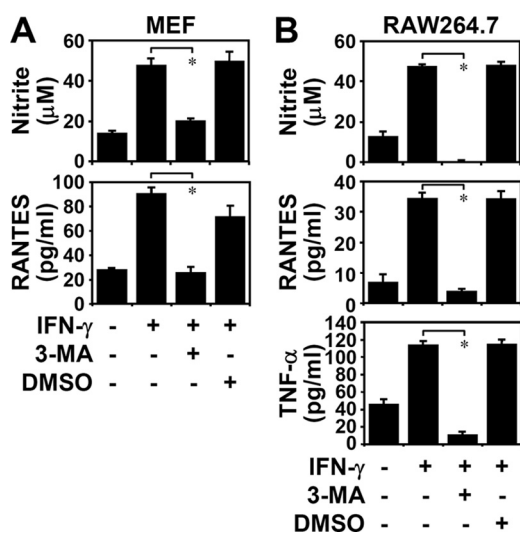 A
MEF
Nitrite
(μM)
60
40
20
0
*
RANTES
(pg/ml)
100
80
60
40
20
0
*
IFN-γ - + + +
3-MA - - + -
DMSO - - - +
B
RAW264.7
Nitrite
(μM)
60
40
20
0
*
RANTES
(pg/ml)
40
30
20
10
0
*
TNF-α
(pg/ml)
140
120
100
80
60
40
20
0
*
IFN-γ - + + +
3-MA - - + -
DMSO - - - +